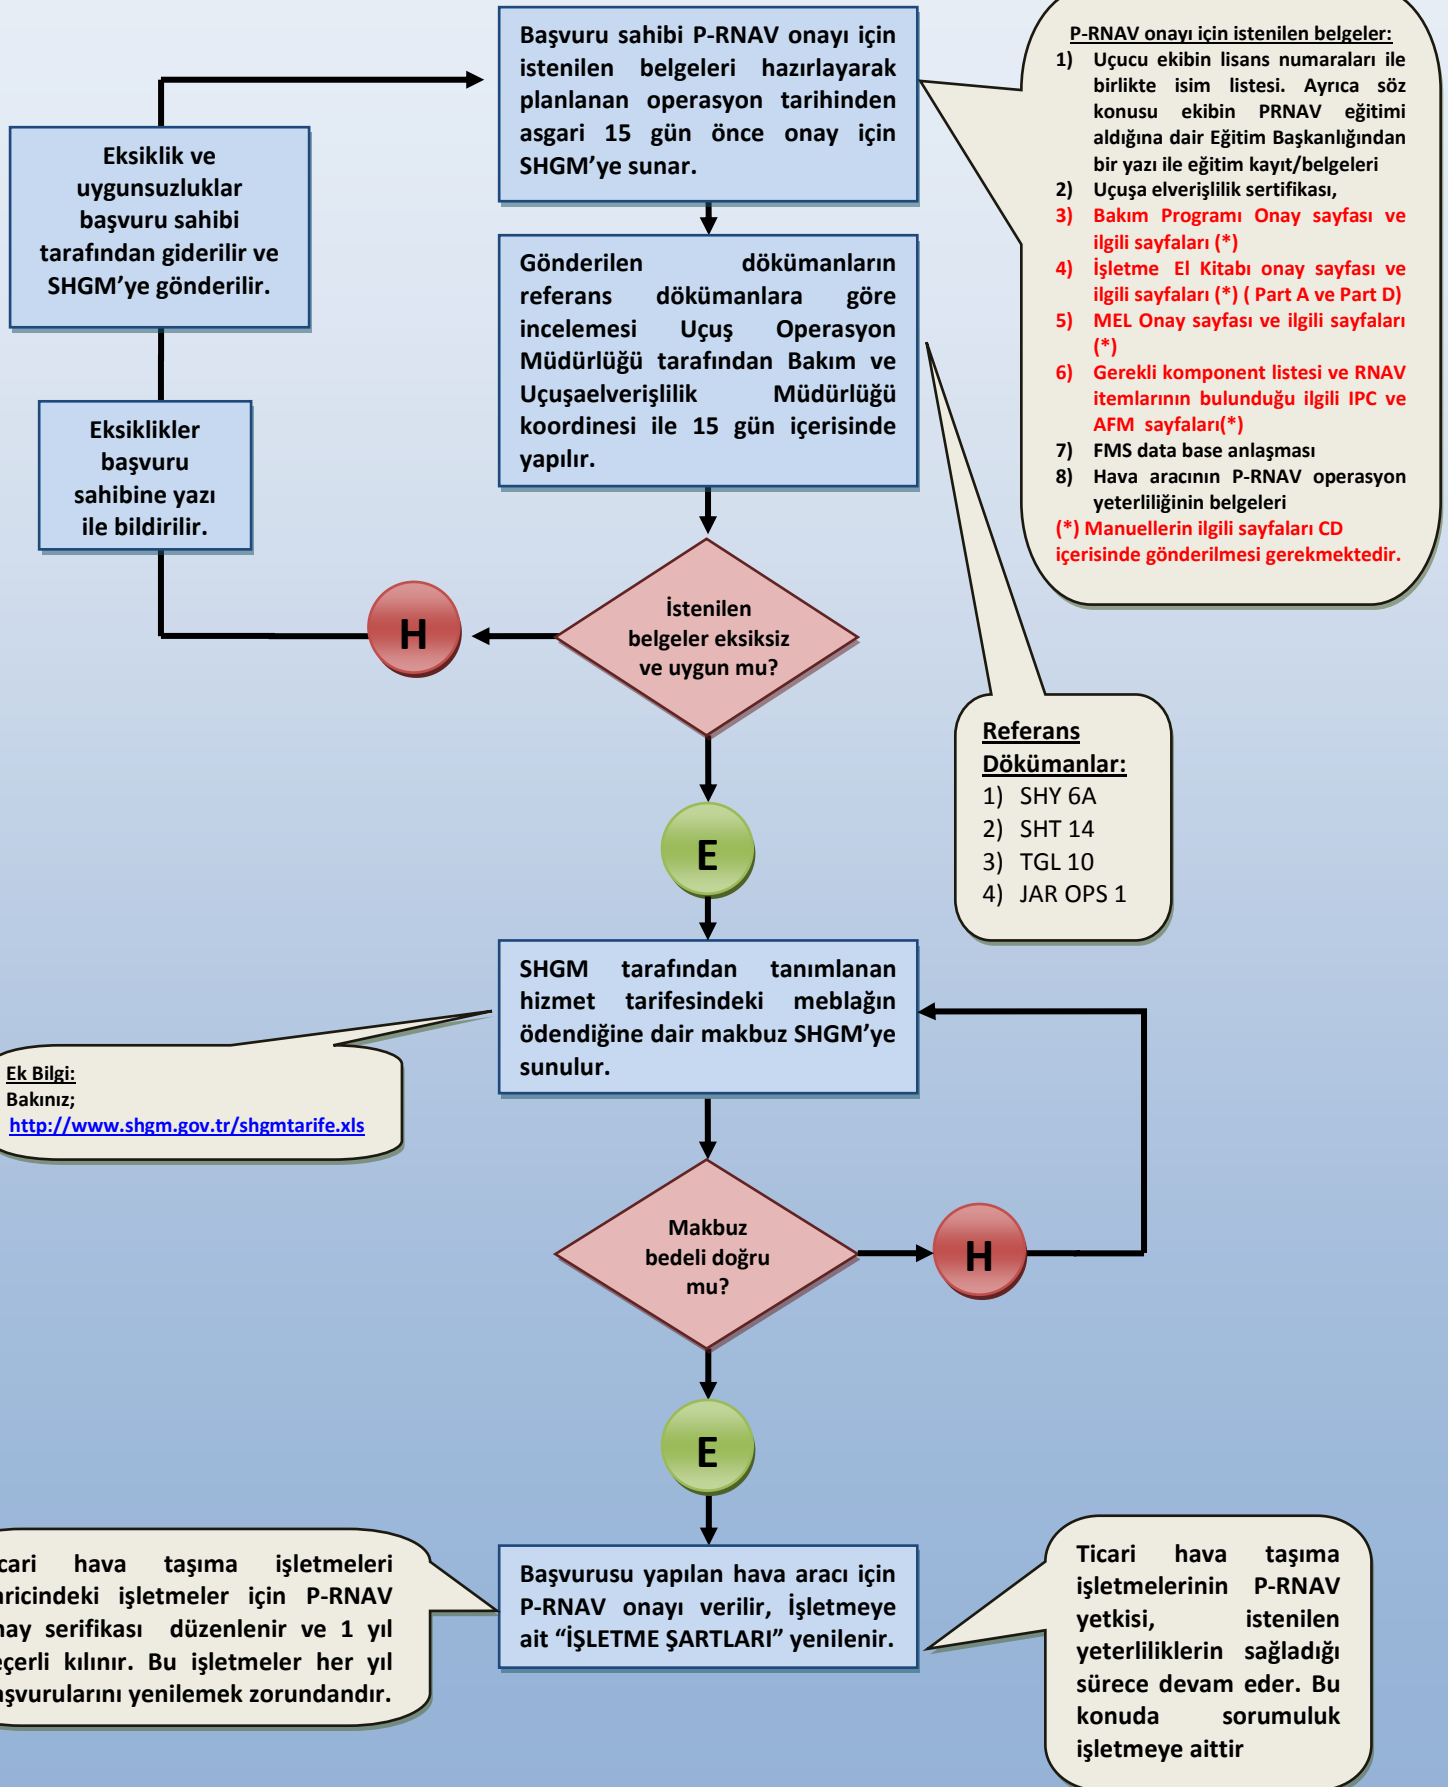 Başvuru sahibi P-RNAV onayı için
istenilen belgeleri hazırlayarak
planlanan operasyon tarihinden
asgari 15 gün önce onay için
SHGM’ye sunar.
P-RNAV onayı için istenilen belgeler:
1) Uçucu ekibin lisans numaraları ile
birlikte isim listesi. Ayrıca söz
konusu ekibin PRNAV eğitimi
aldığına dair Eğitim Başkanlığından
bir yazı ile eğitim kayıt/belgeleri
2) Uçuşa elverişlilik sertifikası,
3) Bakım Programı Onay sayfası ve
ilgili sayfaları (*)
4) İşletme El Kitabı onay sayfası ve
ilgili sayfaları (*) ( Part A ve Part D)
5) MEL Onay sayfası ve ilgili sayfaları
(*)
6) Gerekli komponent listesi ve RNAV
itemlarının bulunduğu ilgili IPC ve
AFM sayfaları(*)
7) FMS data base anlaşması
8) Hava aracının P-RNAV operasyon
yeterliliğinin belgeleri
(*) Manuellerin ilgili sayfaları CD
içerisinde gönderilmesi gerekmektedir.
Eksiklik ve
uygunsuzluklar
başvuru sahibi
tarafından giderilir ve
SHGM’ye gönderilir.
Gönderilen dökümanların
referans dökümanlara göre
incelemesi Uçuş Operasyon
Müdürlüğü tarafından Bakım ve
Uçuşaelverişlilik Müdürlüğü
koordinesi ile 15 gün içerisinde
yapılır.
Eksiklikler
başvuru
sahibine yazı
ile bildirilir.
İstenilen
belgeler eksiksiz
ve uygun mu?
H
Referans
Dökümanlar:
1) SHY 6A
2) SHT 14
3) TGL 10
4) JAR OPS 1
E
SHGM tarafından tanımlanan
hizmet tarifesindeki meblağın
ödendiğine dair makbuz SHGM’ye
sunulur.
Ek Bilgi:
Bakınız;
http://www.shgm.gov.tr/shgmtarife.xls
Makbuz
bedeli doğru
mu?
H
E
Başvurusu yapılan hava aracı için
P-RNAV onayı verilir, İşletmeye
ait “İŞLETME ŞARTLARI” yenilenir.
cari hava taşıma işletmeleri
aricindeki işletmeler için P-RNAV
nay serifikası düzenlenir ve 1 yıl
eçerli kılınır. Bu işletmeler her yıl
aşvurularını yenilemek zorundandır.
Ticari hava taşıma
işletmelerinin P-RNAV
yetkisi, istenilen
yeterliliklerin sağladığı
sürece devam eder. Bu
konuda sorumuluk
işletmeye aittir